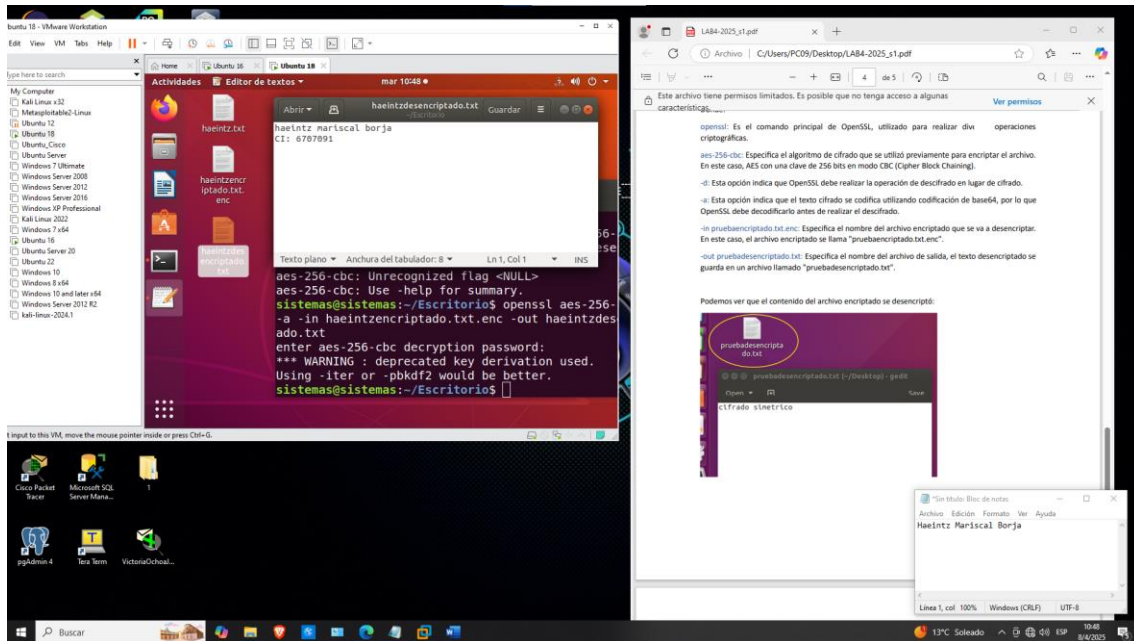 buntu 18 - VMware Workstation
Edit View VM Tabs Help
ype here to search
My Computer
Kali Linux x32
Metasploitable2-Linux
Ubuntu 12
Ubuntu 18
Ubuntu_Cisco
Ubuntu Server
Windows 7 Ultimate
Windows Server 2008
Windows Server 2012
Windows Server 2016
Windows XP Professional
Kali Linux 2022
Windows 7 x64
Ubuntu 16
Ubuntu Server 20
Ubuntu 22
Windows 10
Windows 8 x64
Windows 10 and later x64
Windows Server 2012 R2
kali-linux-2024.1
Home
Ubuntu 16
Ubuntu 18
Actividades
Editor de textos
mar 10:48
haeintz.txt
haeintzencr
iptado.txt.
enc
haeintzdes
encriptado.
txt
Abrir
haeintzdesencriptado.txt
~/Escritorio
Guardar
haeintz mariscal borja
CI: 6707091
Texto plano
Anchura del tabulador: 8
Ln 1, Col 1
INS
aes-256-cbc: Unrecognized flag <NULL>
aes-256-cbc: Use -help for summary.
sistemas@sistemas:~/Escritorio$ openssl aes-256-
-a -in haeintzencriptado.txt.enc -out haeintzdes
ado.txt
enter aes-256-cbc decryption password:
*** WARNING : deprecated key derivation used.
Using -iter or -pbkdf2 would be better.
sistemas@sistemas:~/Escritorio$
t input to this VM, move the mouse pointer inside or press Ctrl+G.
Cisco Packet
Tracer
Microsoft SQL
Server Mana...
1
pgAdmin 4
Tera Term
VictoriaOchoaI...
LAB4-2025_s1.pdf
Archivo
C:/Users/PC09/Desktop/LAB4-2025_s1.pdf
4 de 5
Este archivo tiene permisos limitados. Es posible que no tenga acceso a algunas
características.
Ver permisos
openssl: Es el comando principal de OpenSSL, utilizado para realizar div operaciones
criptográficas.
aes-256-cbc: Especifica el algoritmo de cifrado que se utilizó previamente para encriptar el archivo.
En este caso, AES con una clave de 256 bits en modo CBC (Cipher Block Chaining).
-d: Esta opción indica que OpenSSL debe realizar la operación de descifrado en lugar de cifrado.
-a: Esta opción indica que el texto cifrado se codifica utilizando codificación de base64, por lo que
OpenSSL debe decodificarlo antes de realizar el descifrado.
-in pruebaencriptado.txt.enc: Especifica el nombre del archivo encriptado que se va a desencriptar.
En este caso, el archivo encriptado se llama "pruebaencriptado.txt.enc".
-out pruebadesencriptado.txt: Especifica el nombre del archivo de salida, el texto desencriptado se
guarda en un archivo llamado "pruebadesencriptado.txt".
Podemos ver que el contenido del archivo encriptado se desencriptó:
pruebadesencripta
do.txt
pruebadesencriptado.txt (~/Desktop) - gedit
Open
Save
cifrado simetrico
*Sin título: Bloc de notas
Archivo Edición Formato Ver Ayuda
Haeintz Mariscal Borja
Línea 1, col 100% Windows (CRLF) UTF-8
Buscar
13°C Soleado
ESP
10:48
8/4/2025